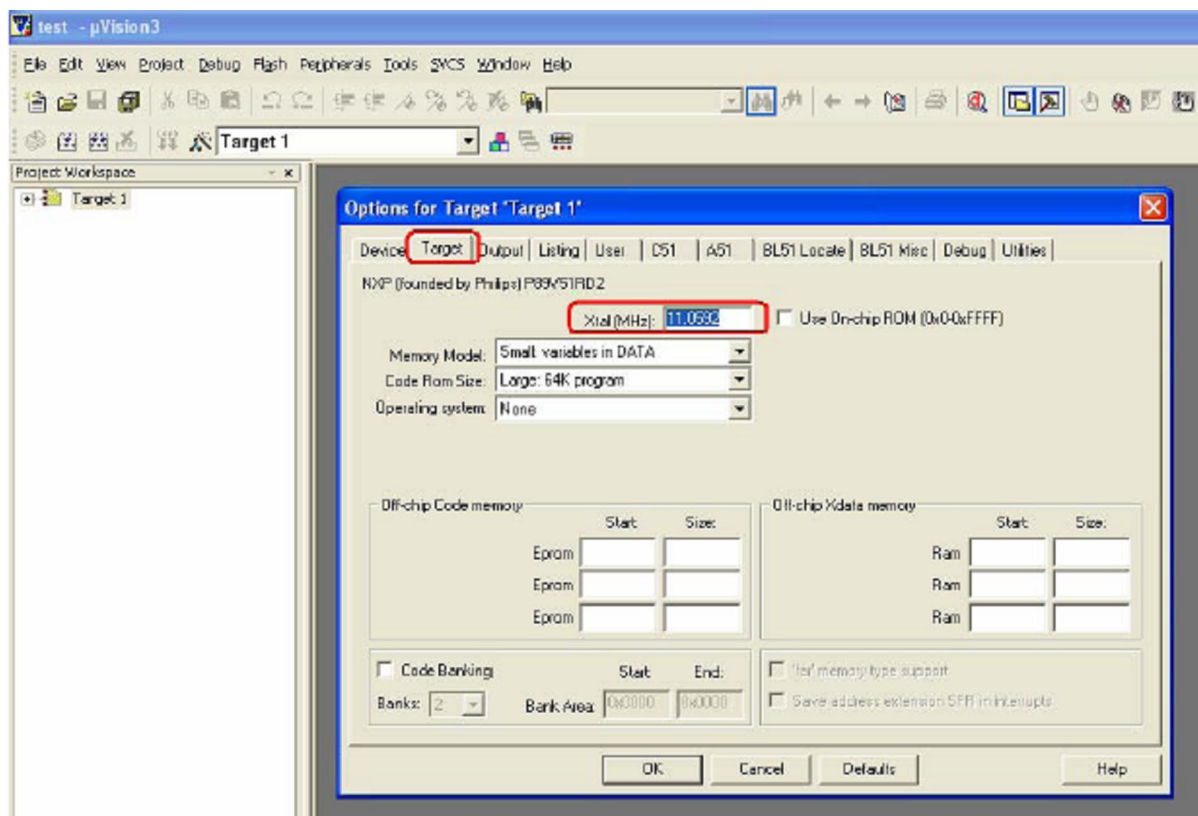 test - µVision3
File Edit View Project Debug Flash Peripherals Tools SVCS Window Help
Target 1
Project Workspace
Target 1
Options for Target 'Target 1'
Device Target Output Listing User C51 A51 BL51 Locate BL51 Misc Debug Utilities
NXP (founded by Philips) P89V51RD2
Xtal (MHz): 11.0592 Use On-chip ROM (0x0-0xFFFF)
Memory Model: Small: variables in DATA
Code Rom Size: Large: 64K program
Operating system: None
Off-chip Code memory Off-chip Xdata memory
Start: Size: Start: Size:
Eprom Ram
Eprom Ram
Eprom Ram
Code Banking Start: End: 'far' memory type support
Banks: 2 Bank Area: 0x0000 0x0000 Save address extension SFR in interrupts
OK Cancel Defaults Help